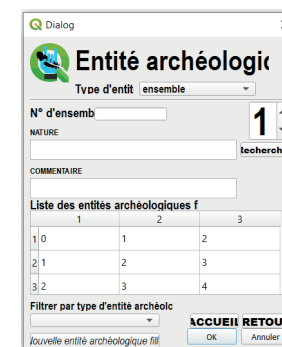 Dialog
Entité archéologic
Type d'entit ensemble
N° d'ensemb
1
NATURE
Recherch
COMMENTAIRE
Liste des entités archéologiques f
1 2 3
1 0 1 2
2 1 2 3
3 2 3 4
Filtrer par type d'entité archéolc
ACCUEIL RETOU
Nouvelle entité archéologique fill OK Annuler